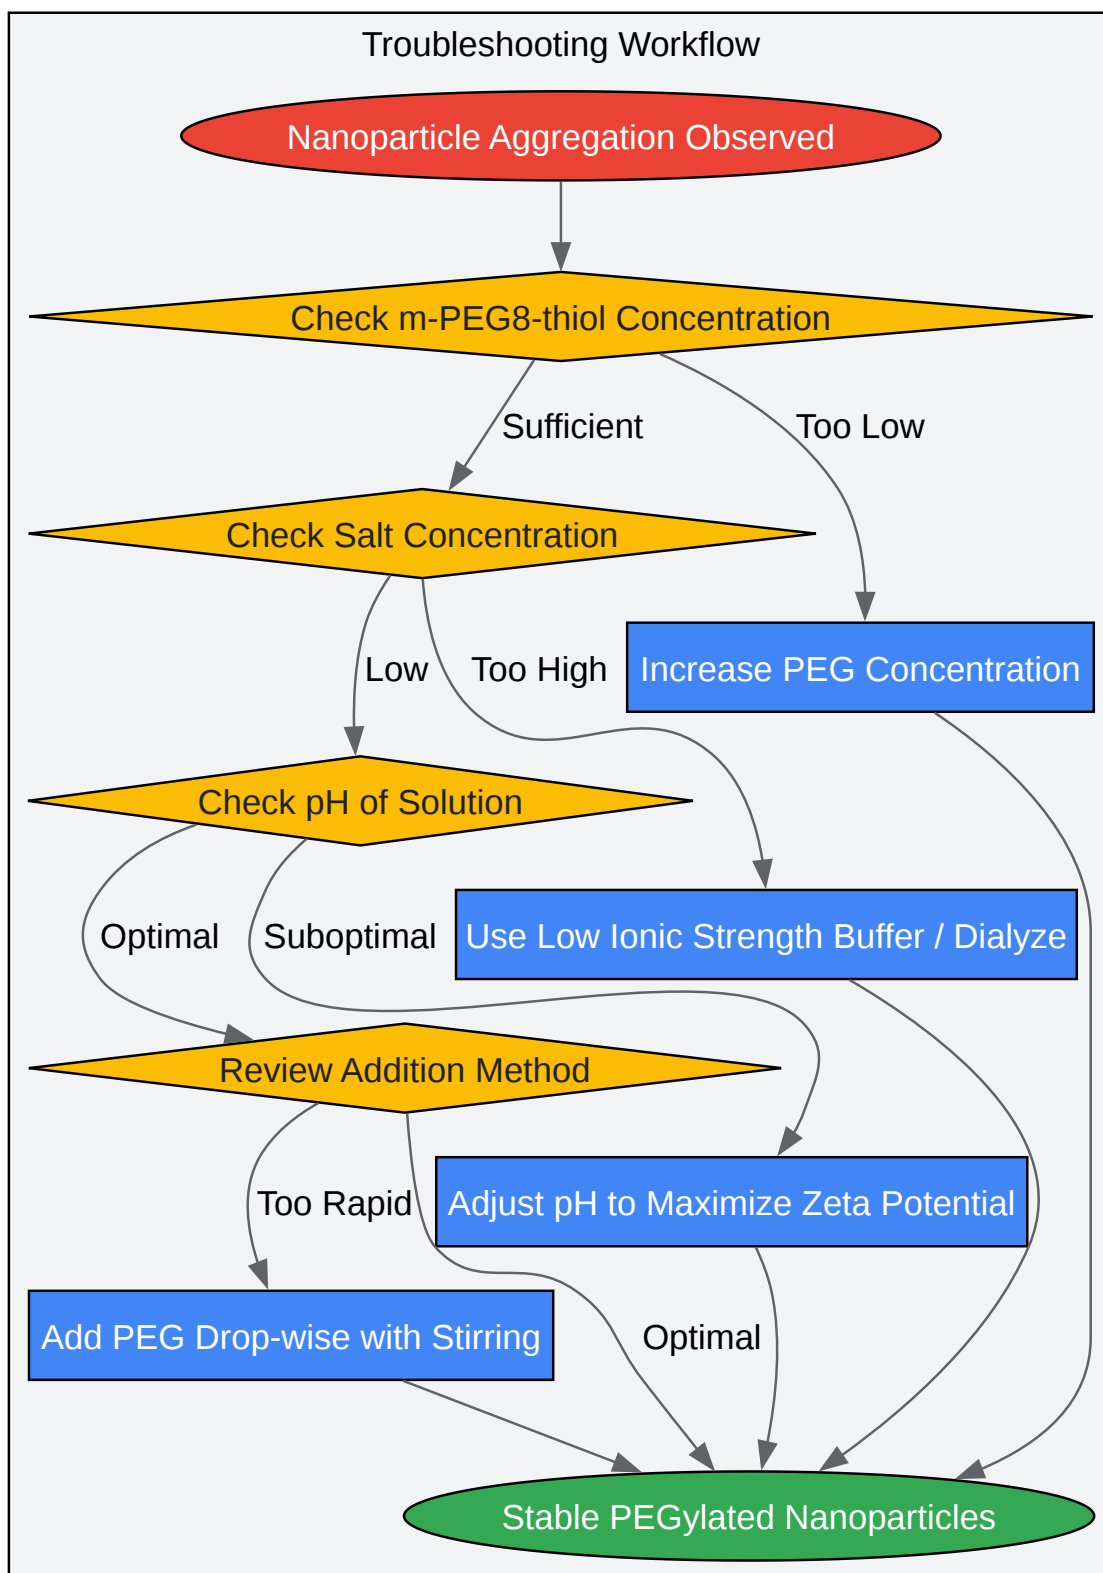 Troubleshooting Workflow
Nanoparticle Aggregation Observed
Check m-PEG8-thiol Concentration
Sufficient
Too Low
Check Salt Concentration
Low
Too High
Increase PEG Concentration
Check pH of Solution
Optimal
Suboptimal
Use Low Ionic Strength Buffer / Dialyze
Review Addition Method
Too Rapid
Adjust pH to Maximize Zeta Potential
Add PEG Drop-wise with Stirring
Optimal
Stable PEGylated Nanoparticles